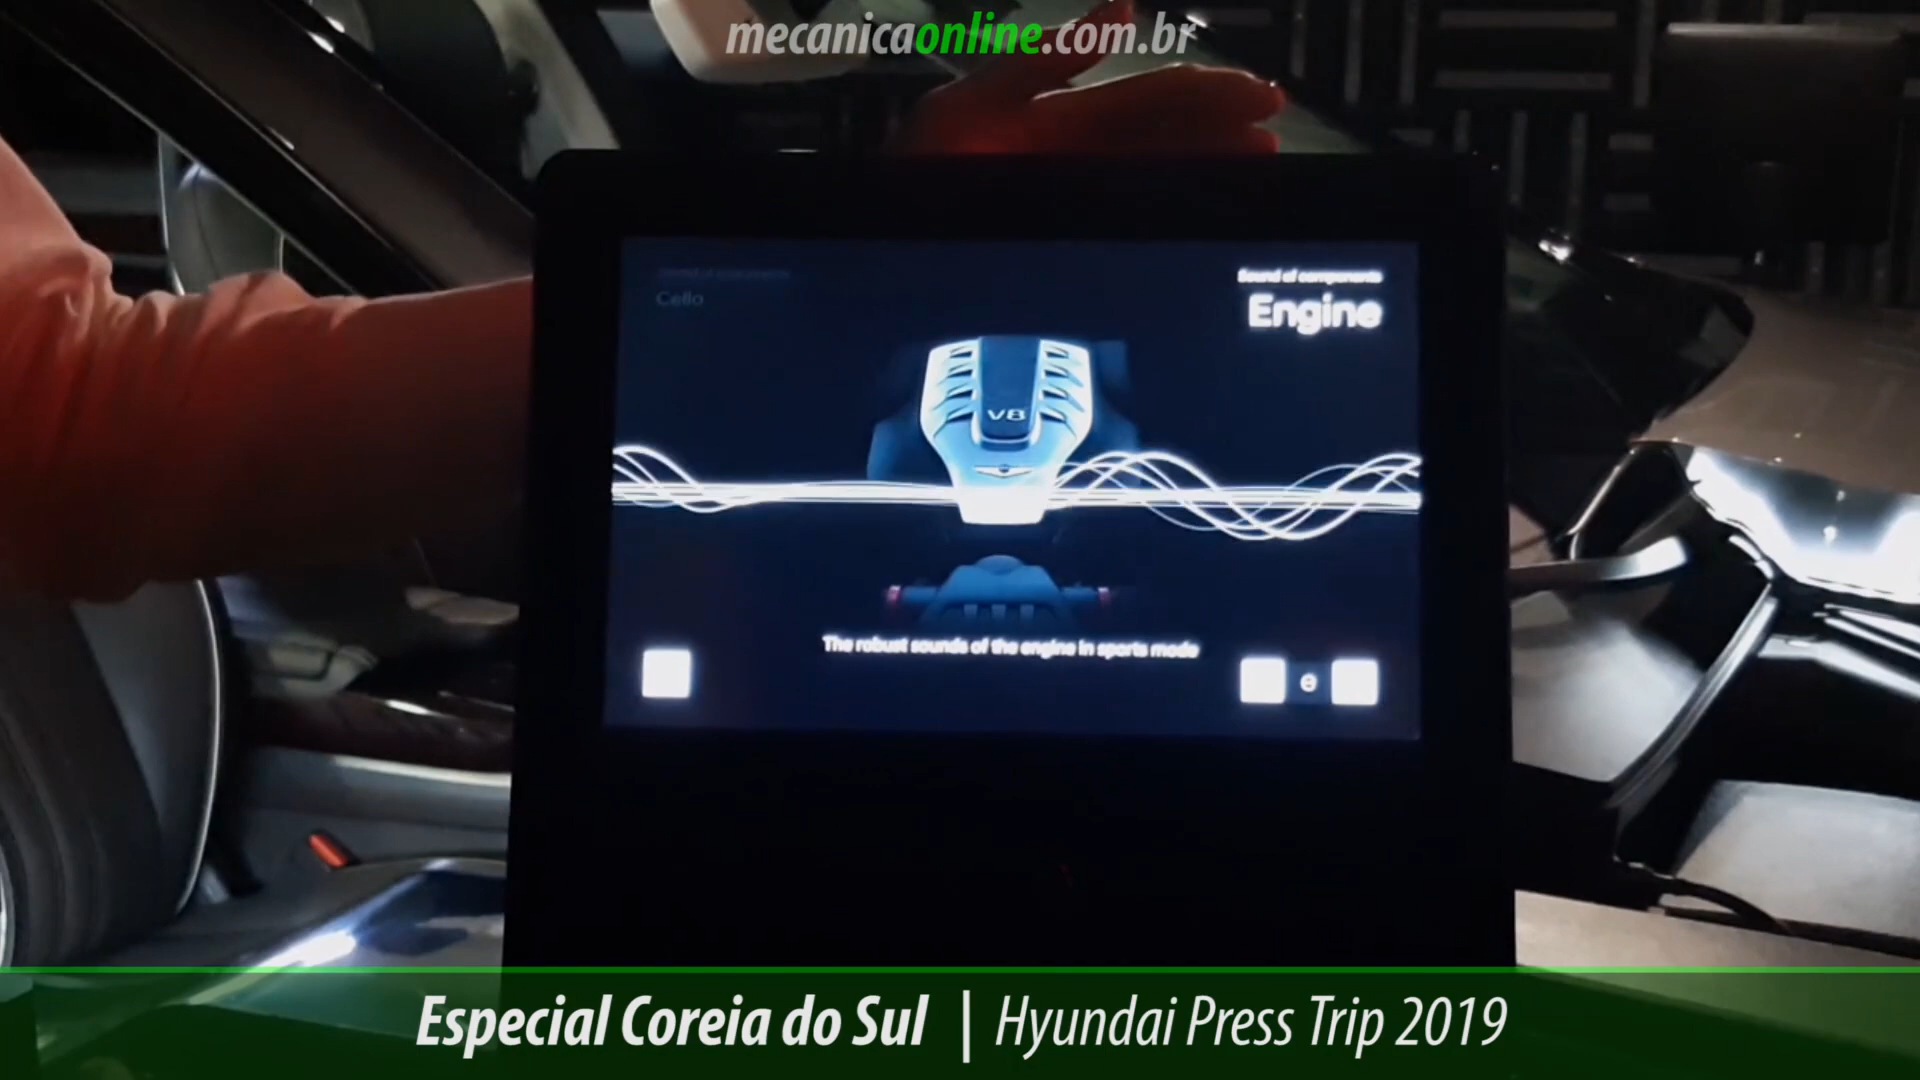 mecanicaonline.com.br
Cello
Sound of components
Engine
V8
The robust sounds of the engine in sports mode
e
Especial Coreia do Sul | Hyundai Press Trip 2019